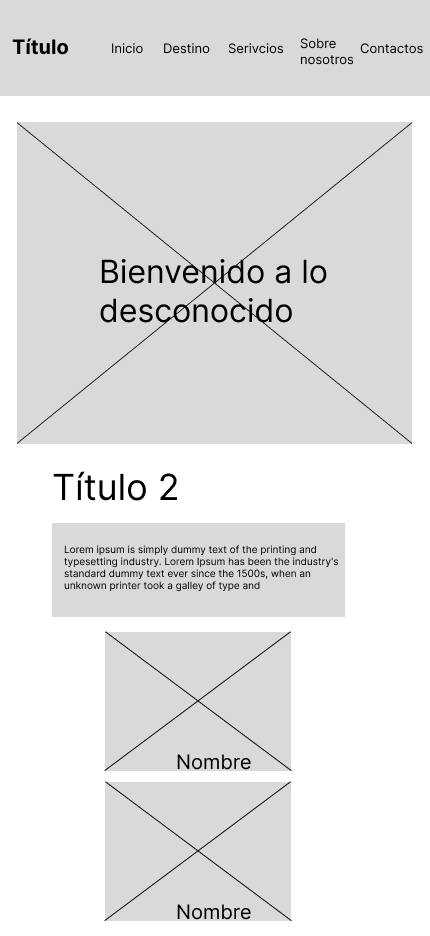 Título
Inicio
Destino
Serivcios
Sobre
nosotros
Contactos
Bienvenido a lo
desconocido
Título 2
Lorem ipsum is simply dummy text of the printing and
typesetting industry. Lorem Ipsum has been the industry's
standard dummy text ever since the 1500s, when an
unknown printer took a galley of type and
Nombre
Nombre